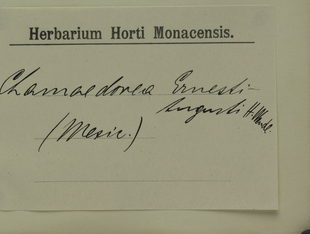 Herbarium Horti Monacensis.
Chamaedorea Ernesti-
Augusti H. Wendl.
(Mexic.)